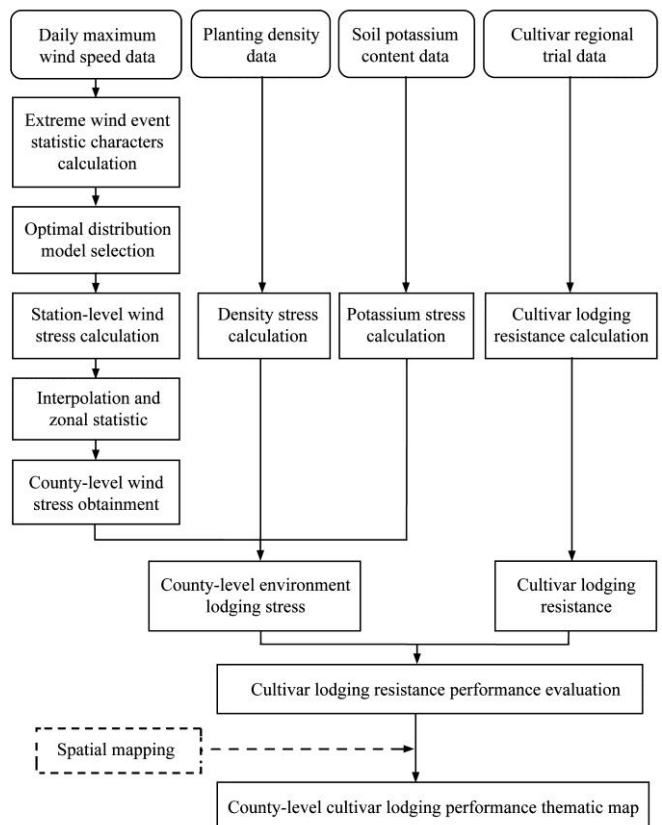 Daily maximum
wind speed data
Planting density
data
Soil potassium
content data
Cultivar regional
trial data
Extreme wind event
statistic characters
calculation
Optimal distribution
model selection
Station-level wind
stress calculation
Density stress
calculation
Potassium stress
calculation
Cultivar lodging
resistance calculation
Interpolation and
zonal statistic
County-level wind
stress obtainment
County-level environment
lodging stress
Cultivar lodging
resistance
Cultivar lodging resistance performance evaluation
Spatial mapping
County-level cultivar lodging performance thematic map